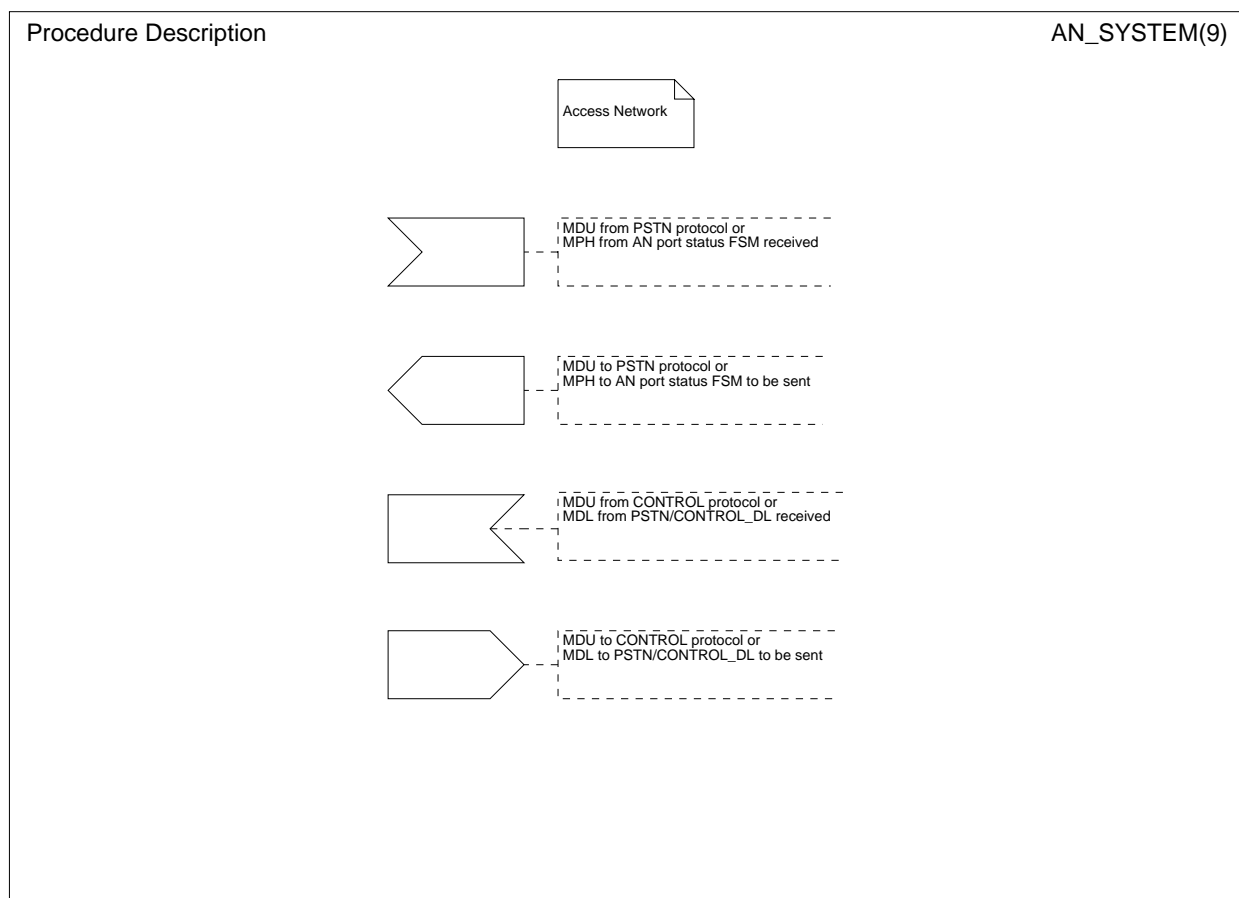 Procedure Description
AN_SYSTEM(9)
Access Network
MDU from PSTN protocol or
MPH from AN port status FSM received
MDU to PSTN protocol or
MPH to AN port status FSM to be sent
MDU from CONTROL protocol or
MDL from PSTN/CONTROL_DL received
MDU to CONTROL protocol or
MDL to PSTN/CONTROL_DL to be sent